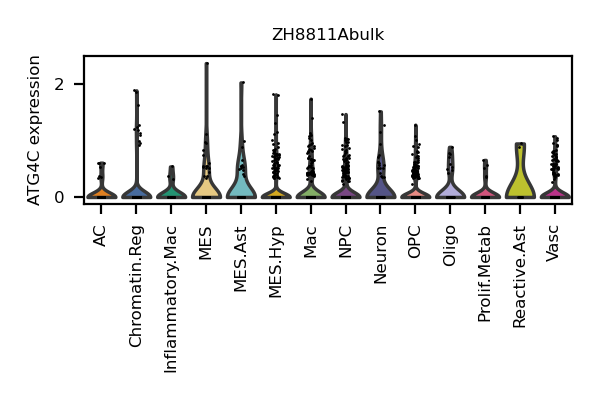 ZH8811Abulk
ATG4C expression
2
0
AC
Chromatin.Reg
Inflammatory.Mac
MES
MES.Ast
MES.Hyp
Mac
NPC
Neuron
OPC
Oligo
Prolif.Metab
Reactive.Ast
Vasc